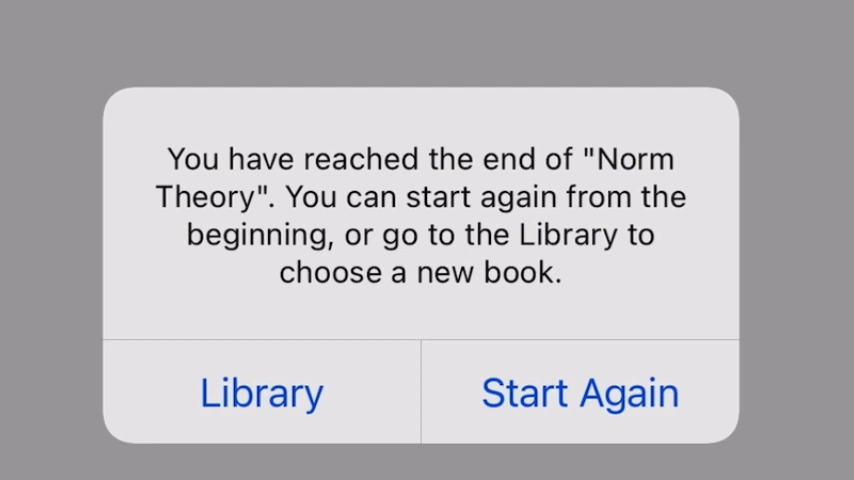 You have reached the end of "Norm
Theory". You can start again from the
beginning, or go to the Library to
choose a new book.
Library
Start Again